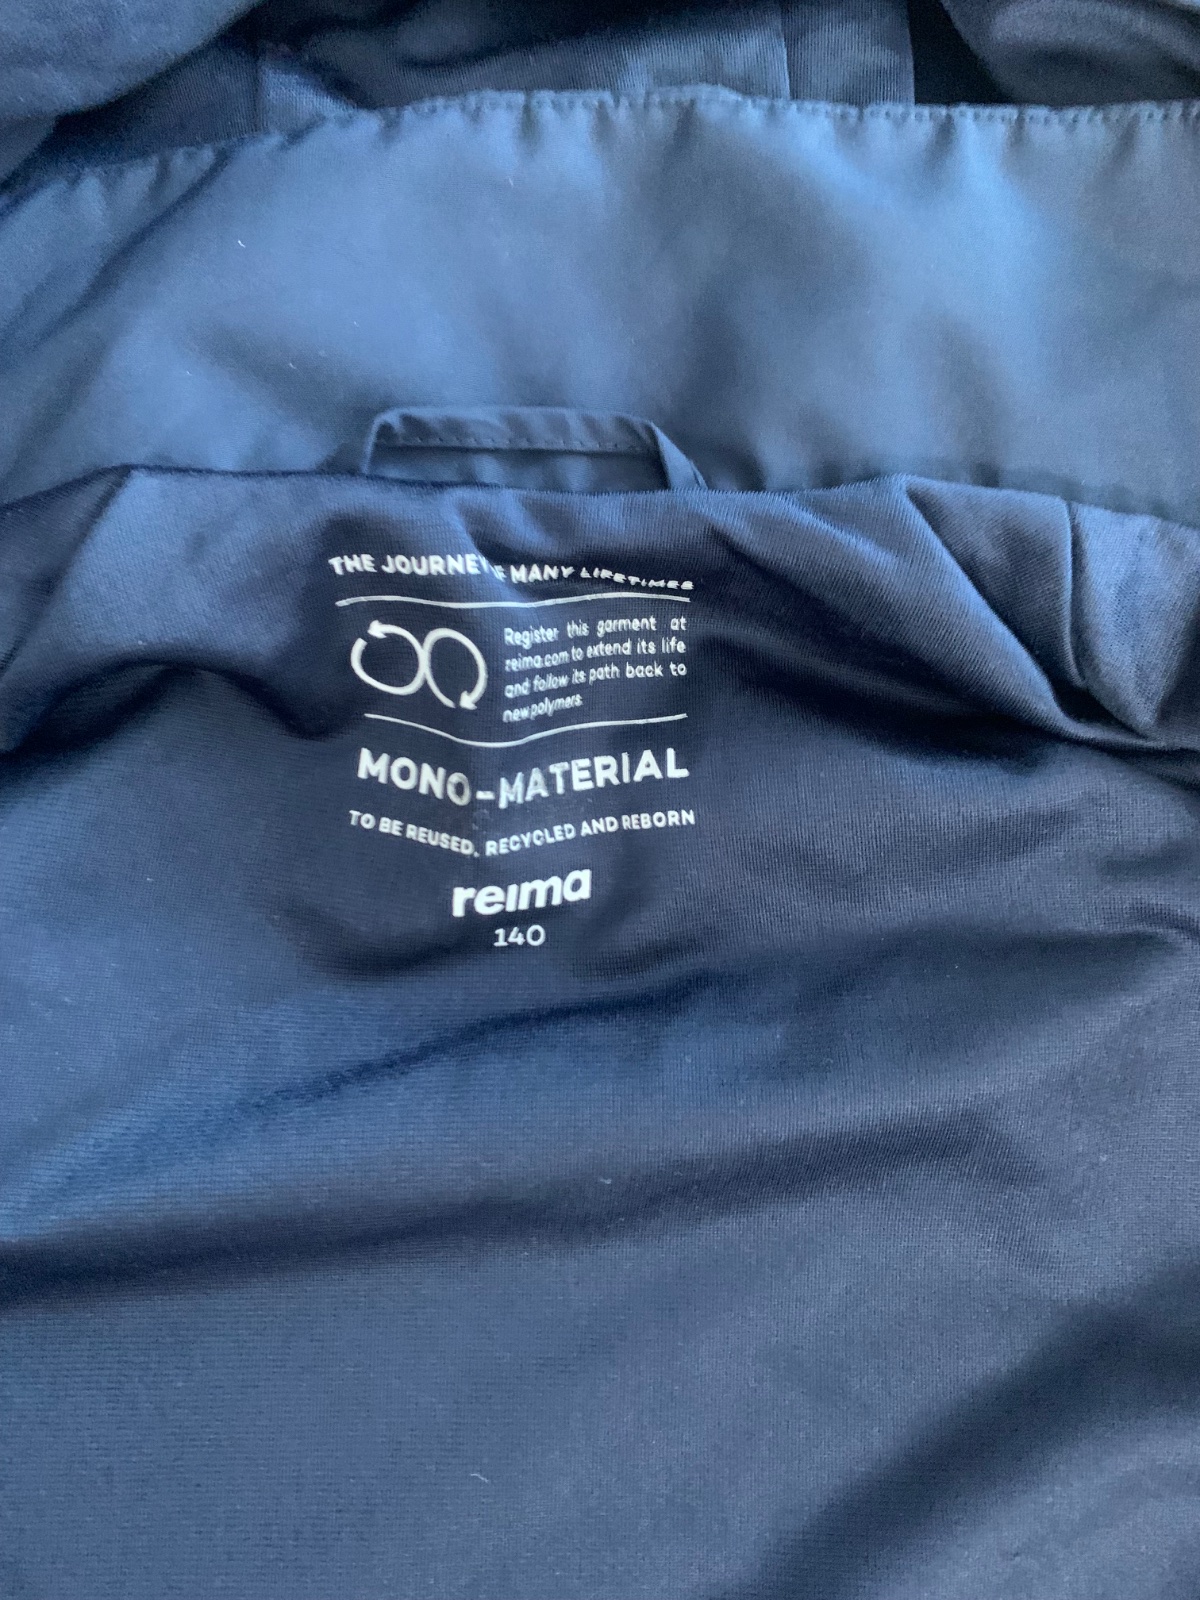 THE JOURNEY OF MANY LIFETIMES
Register this garment at
reima.com to extend its life
and follow its path back to
new polymers.
MONO-MATERIAL
TO BE REUSED, RECYCLED AND REBORN
reima
140